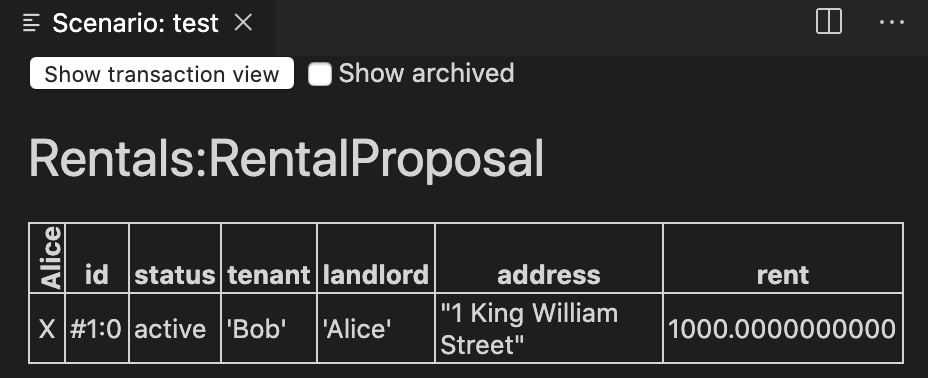 Scenario: test
Show transaction view Show archived
Rentals:RentalProposal
Alice id status tenant landlord address rent
X #1:0 active 'Bob' 'Alice' "1 King William 1000.0000000000
Street"